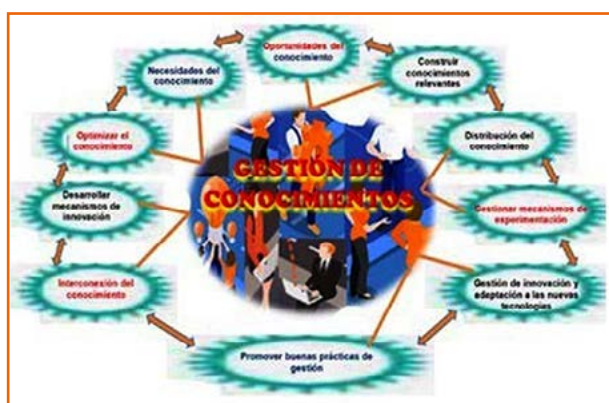 Oportunidades del
conocimiento
Necesidades del
conocimiento
Construir
conocimientos
relevantes
Optimizar el
conocimiento
Distribución del
conocimiento
GESTIÓN DE
CONOCIMIENTOS
Desarrollar
mecanismos de
innovación
Gestionar mecanismos de
experimentación
Interconexión del
conocimiento
Gestión de innovación y
adaptación a las nuevas
tecnologías
Promover buenas prácticas de
gestión